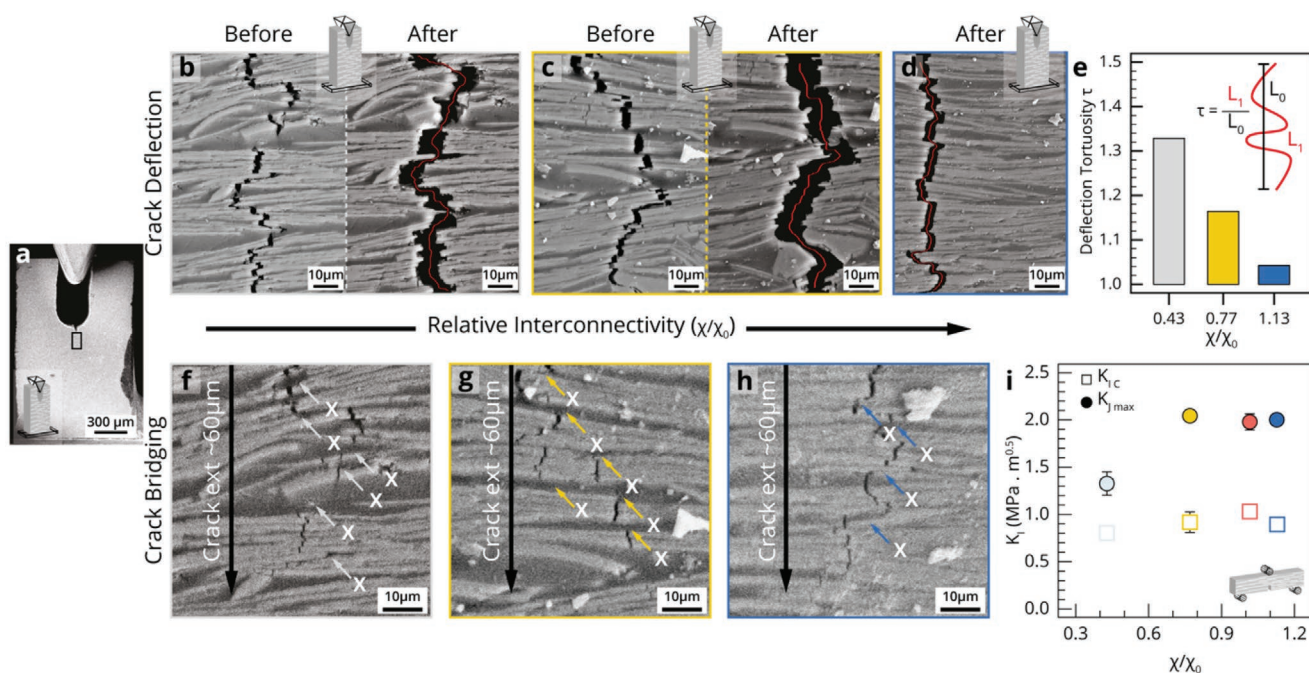 Before
After
Before
After
After
Crack Deflection
b
10µm
10µm
c
10µm
10µm
d
10µm
e
Deflection Tortuosity τ
1.5
1.4
1.3
1.2
1.1
1.0
τ = L₁ / L₀
L₀
L₁
0.43
0.77
1.13
χ/χ₀
a
300 µm
Relative Interconnectivity (χ/χ₀)
Crack Bridging
f
Crack ext ~60µm
X
X
X
X
X
10µm
g
Crack ext ~60µm
X
X
X
X
X
10µm
h
Crack ext ~60µm
X
X
X
X
10µm
i
K_I (MPa . m^0.5)
2.5
2.0
1.5
1.0
0.5
0.0
K_IC
K_J max
0.3
0.6
0.9
1.2
χ/χ₀